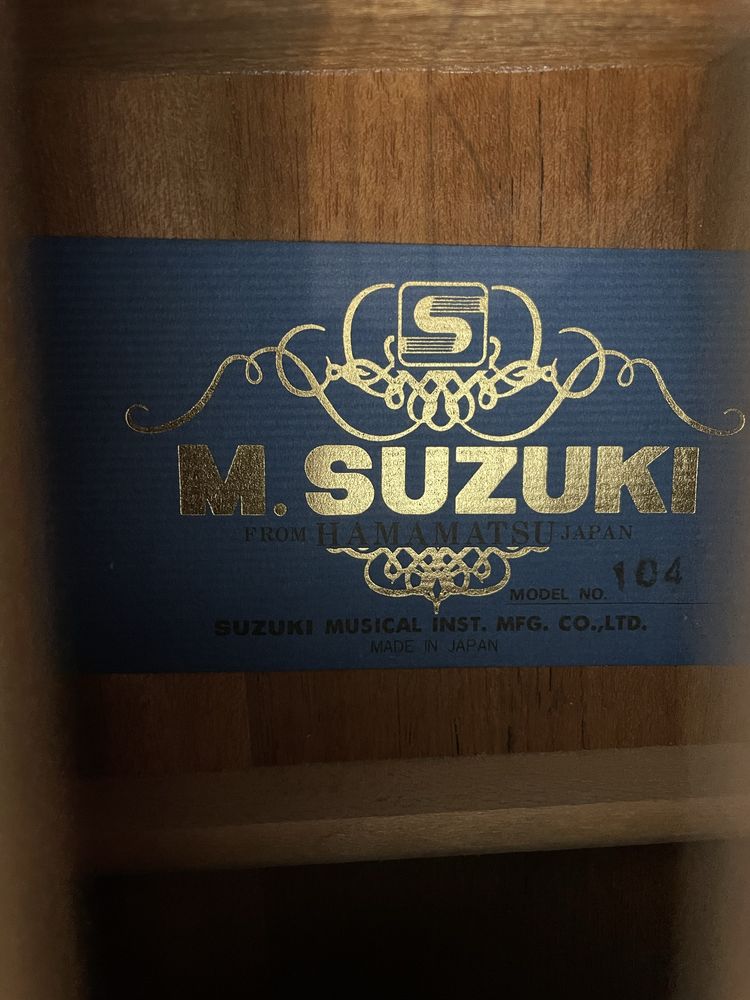 S
M. SUZUKI
FROM HAMAMATSU JAPAN
MODEL NO. 104
SUZUKI MUSICAL INST. MFG. CO.,LTD.
MADE IN JAPAN